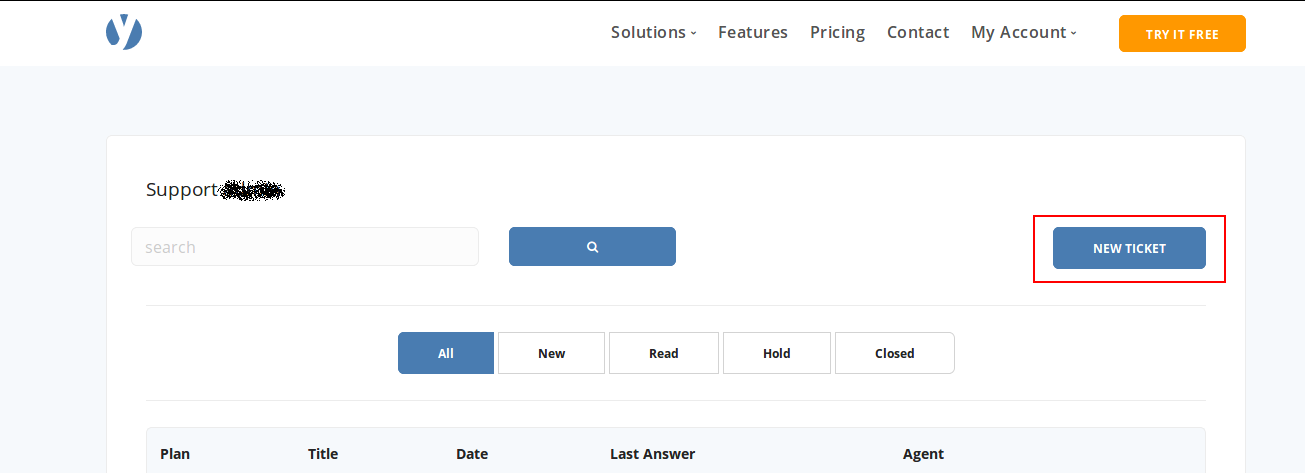 Solutions Features Pricing Contact My Account TRY IT FREE
Support
search NEW TICKET
All New Read Hold Closed
Plan Title Date Last Answer Agent